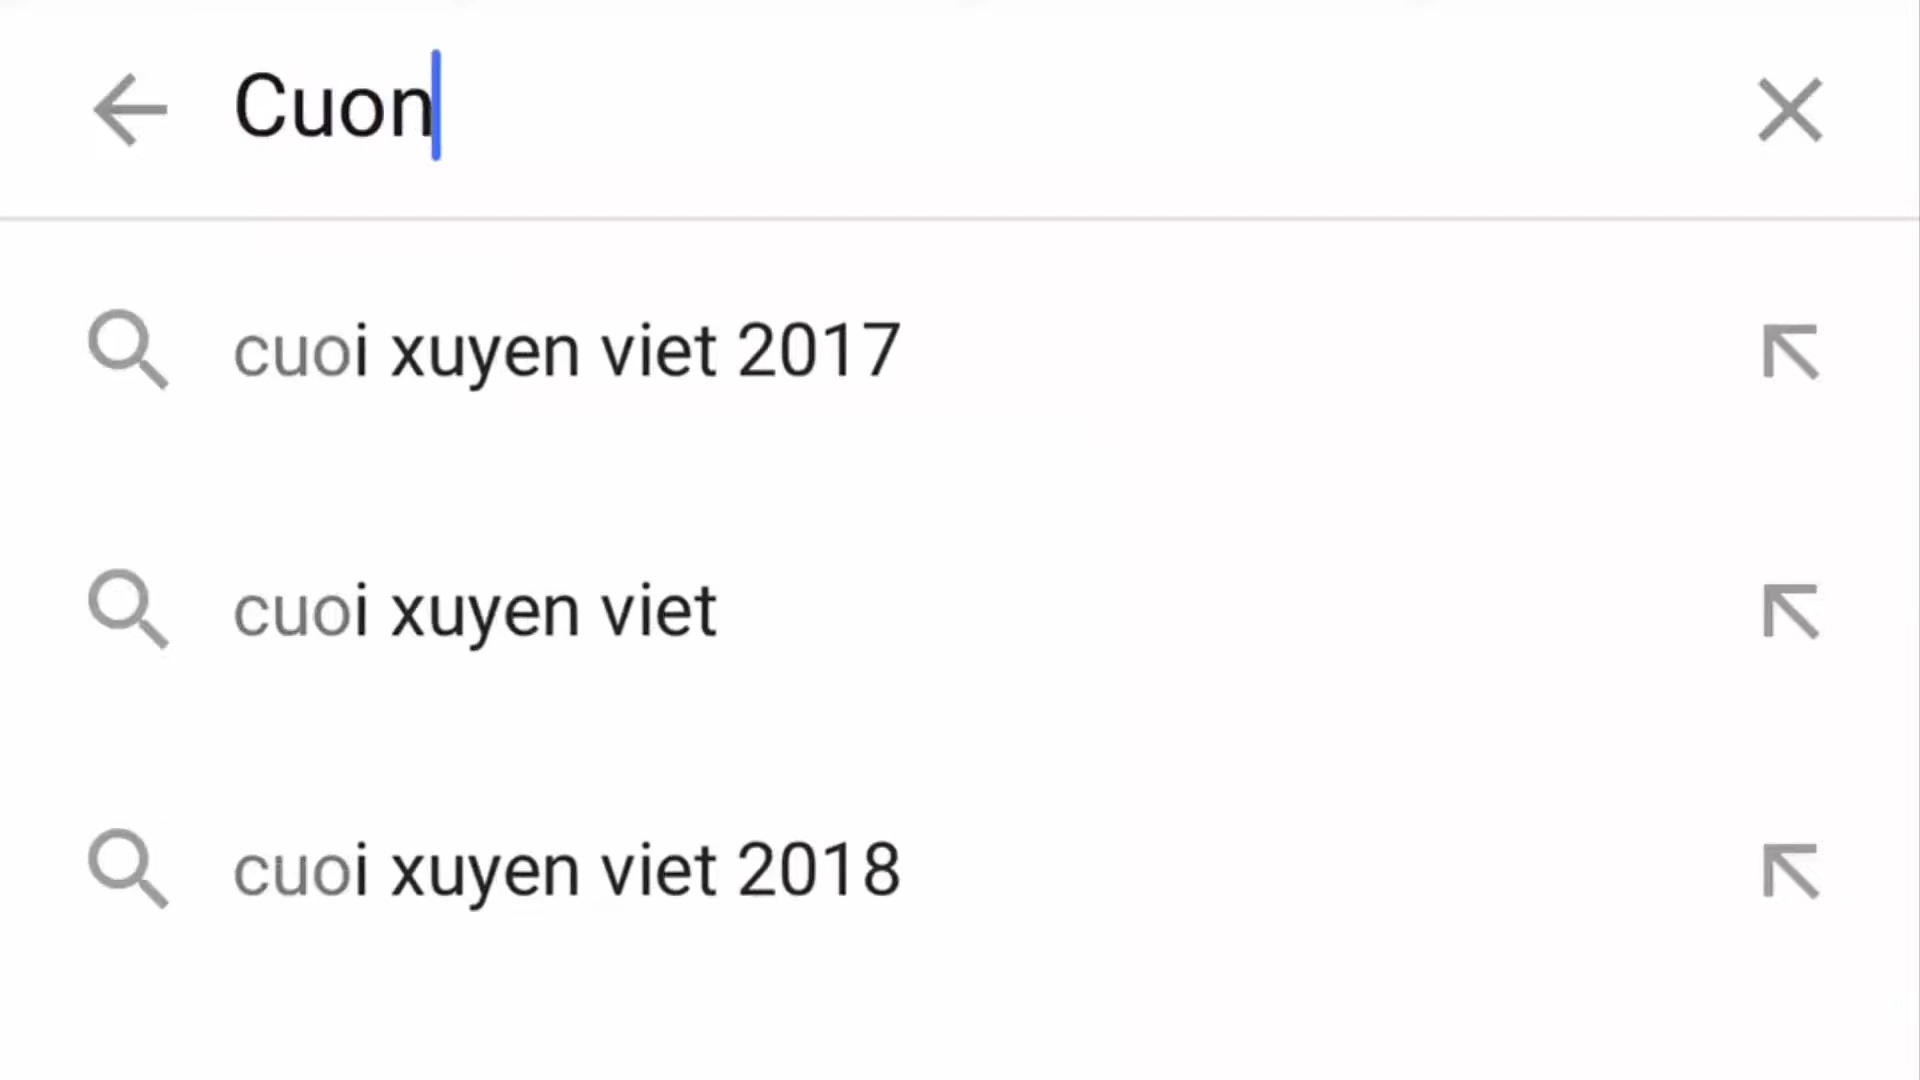 Cuon
cuoi xuyen viet 2017
cuoi xuyen viet
cuoi xuyen viet 2018